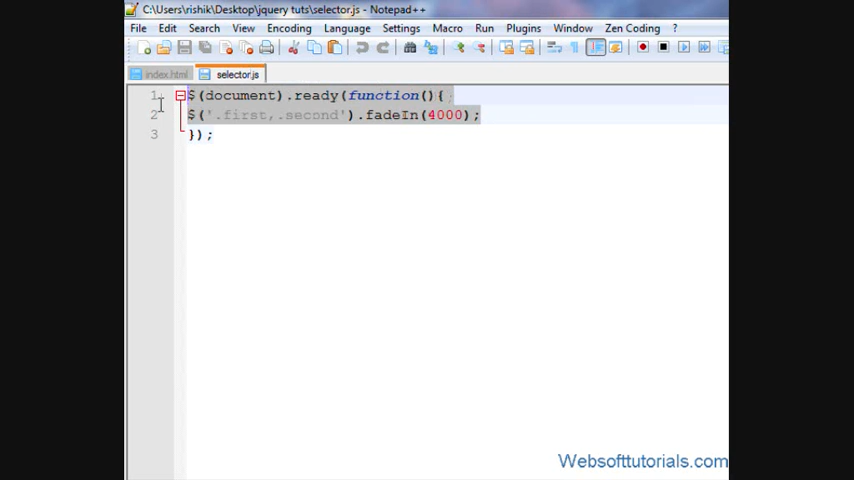 C:\Users\rishik\Desktop\jquery tuts\selector.js - Notepad++
File Edit Search View Encoding Language Settings Macro Run Plugins Window Zen Coding ?
index.html selector.js
1 $(document).ready(function(){
2 $('.first,.second').fadeIn(4000);
3 });
Websofttutorials.com